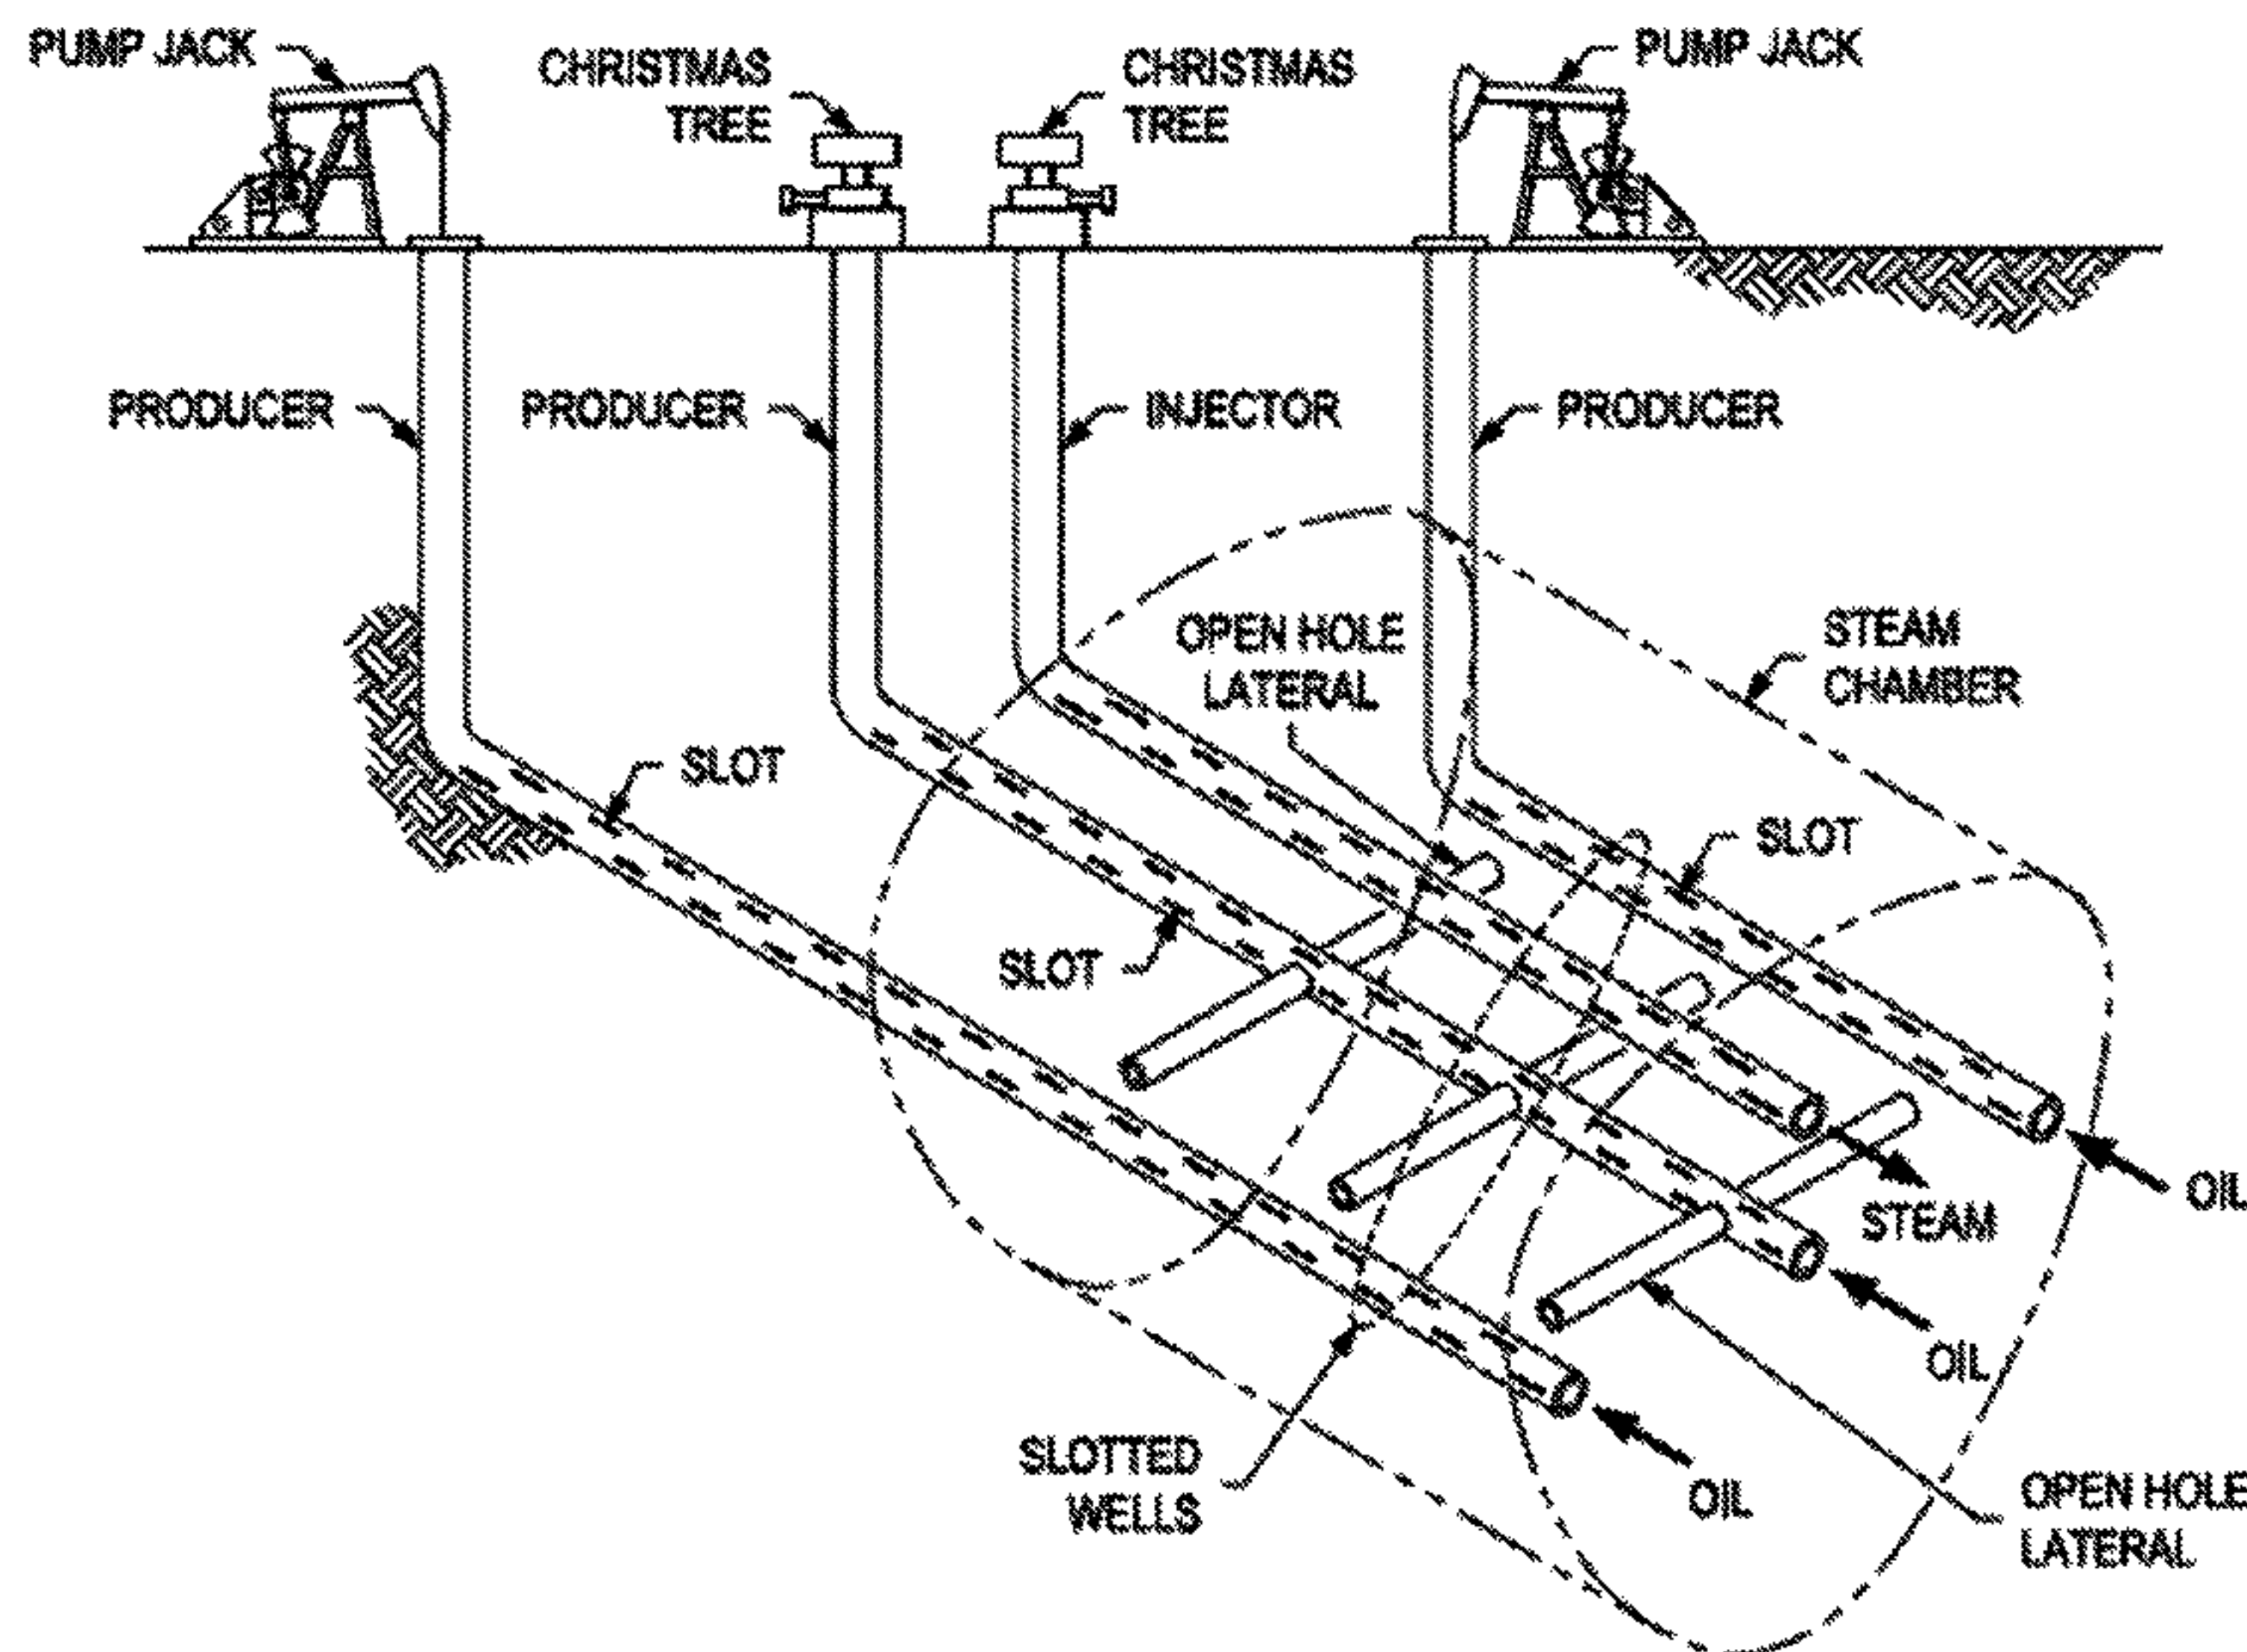 PUMP JACK
CHRISTMAS
TREE
CHRISTMAS
TREE
PUMP JACK
PRODUCER
PRODUCER
INJECTOR
PRODUCER
OPEN HOLE
LATERAL
STEAM
CHAMBER
SLOT
SLOT
SLOT
OIL
STEAM
OIL
SLOTTED
WELLS
OIL
OPEN HOLE
LATERAL